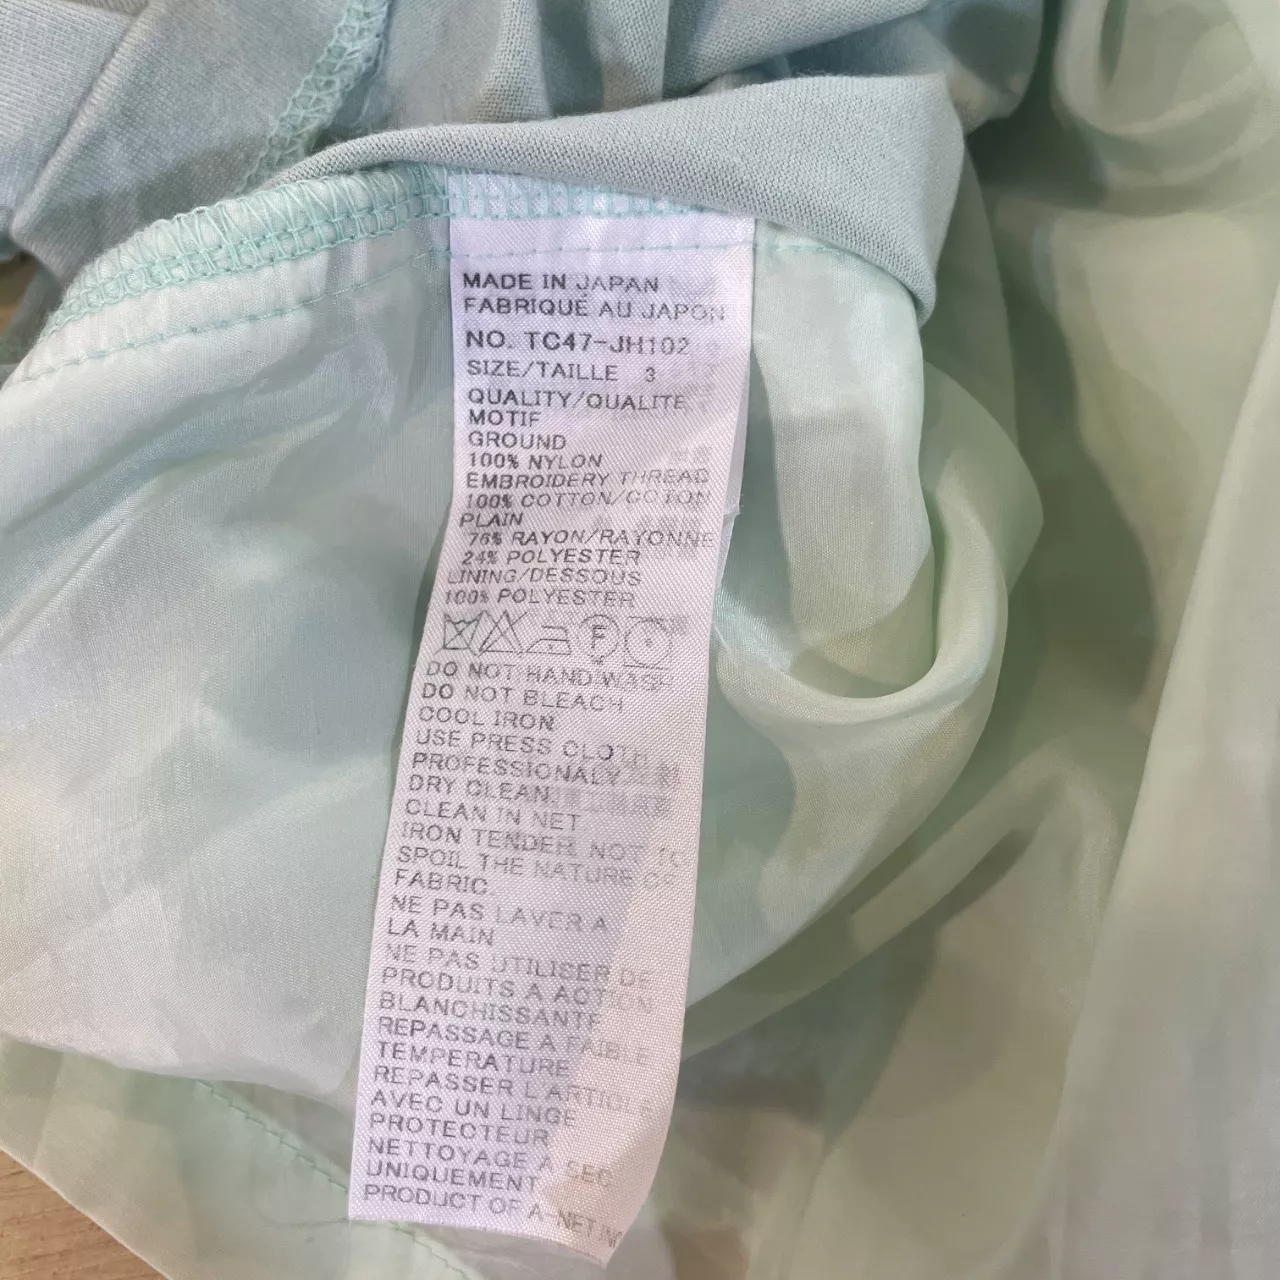 MADE IN JAPAN
FABRIQUÉ AU JAPON
NO. TC47-JH102
SIZE/TAILLE 3
QUALITY/QUALITE
MOTIF
GROUND
100% NYLON
EMBROIDERY THREAD
100% COTTON/COTON
PLAIN
76% RAYON/RAYONNE
24% POLYESTER
LINING/DESSOUS
100% POLYESTER
F
DO NOT HAND WASH
DO NOT BLEACH
COOL IRON
USE PRESS CLOTH
PROFESSIONALY
DRY CLEAN.
CLEAN IN NET
IRON TENDER, NOT TO
SPOIL THE NATURE OF
FABRIC.
NE PAS LAVER A
LA MAIN
NE PAS UTILISER DE
PRODUITS A ACTION
BLANCHISSANTE
REPASSAGE A FAIBLE
TEMPERATURE
REPASSER L ARTICLE
AVEC UN LINGE
PROTECTEUR
NETTOYAGE A SEC
UNIQUEMENT
PRODUCT OF A-NET INC